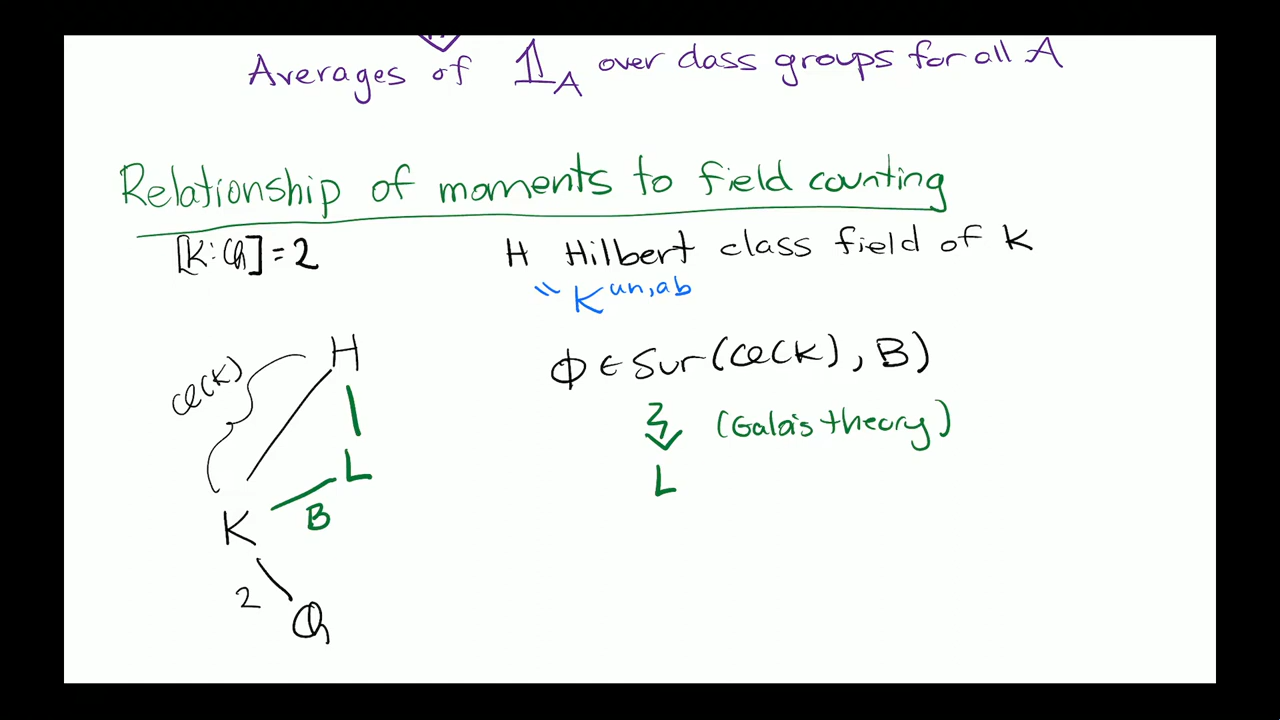 Averages of 𝟙_A over class groups for all A
Relationship of moments to field counting
[K:ℚ]=2
H Hilbert class field of K
" K^{un,ab}
H
Cl(K)
ϕ ∈ Sur(Cl(K), B)
(Galois theory)
L
L
B
K
2
ℚ